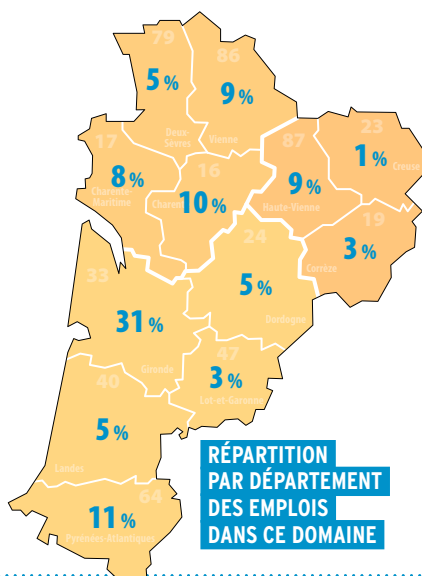 79
5 %
Deux-
Sèvres
86
9 %
Vienne
17
8 %
Charente-
Maritime
16
10 %
87
9 %
Haute-Vienne
23
1 %
Creuse
19
3 %
Corrèze
24
5 %
Dordogne
33
31 %
Gironde
47
3 %
Lot-et-Garonne
40
5 %
Landes
64
11 %
Pyrénées-Atlantiques
RÉPARTITION
PAR DÉPARTEMENT
DES EMPLOIS
DANS CE DOMAINE